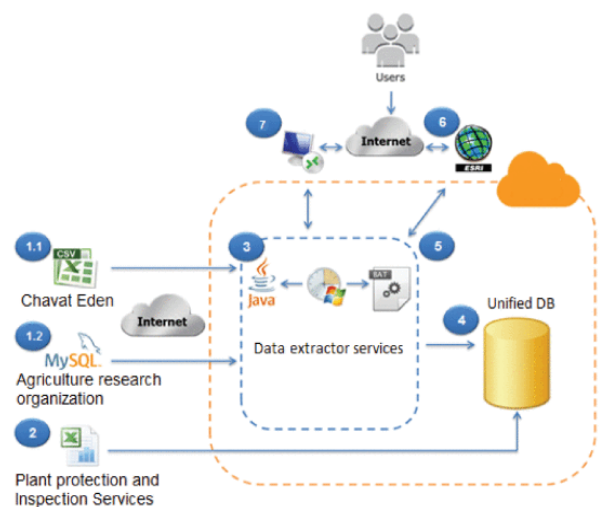 Users
7
Internet
6
ESRI
1.1
CSV
Chavat Eden
3
Java
SAT
5
Internet
Unified DB
4
1.2
MySQL
Data extractor services
Agriculture research
organization
2
Plant protection and
Inspection Services